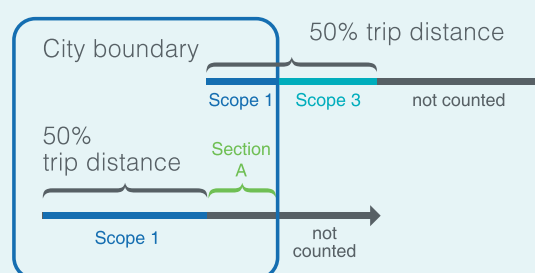 50% trip distance
City boundary
Scope 1
Scope 3
not counted
50%
trip distance
Section
A
Scope 1
not
counted